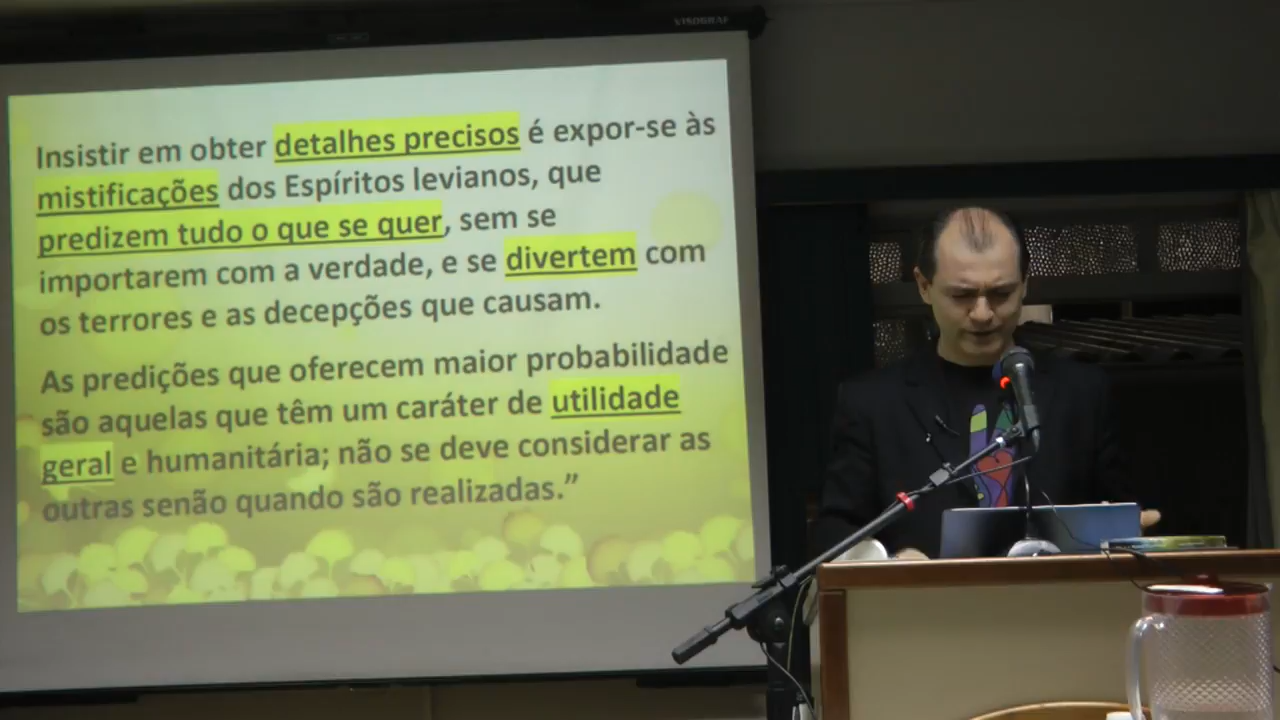 VISOGRAF
Insistir em obter detalhes precisos é expor-se às
mistificações dos Espíritos levianos, que
predizem tudo o que se quer, sem se
importarem com a verdade, e se divertem com
os terrores e as decepções que causam.
As predições que oferecem maior probabilidade
são aquelas que têm um caráter de utilidade
geral e humanitária; não se deve considerar as
outras senão quando são realizadas.”